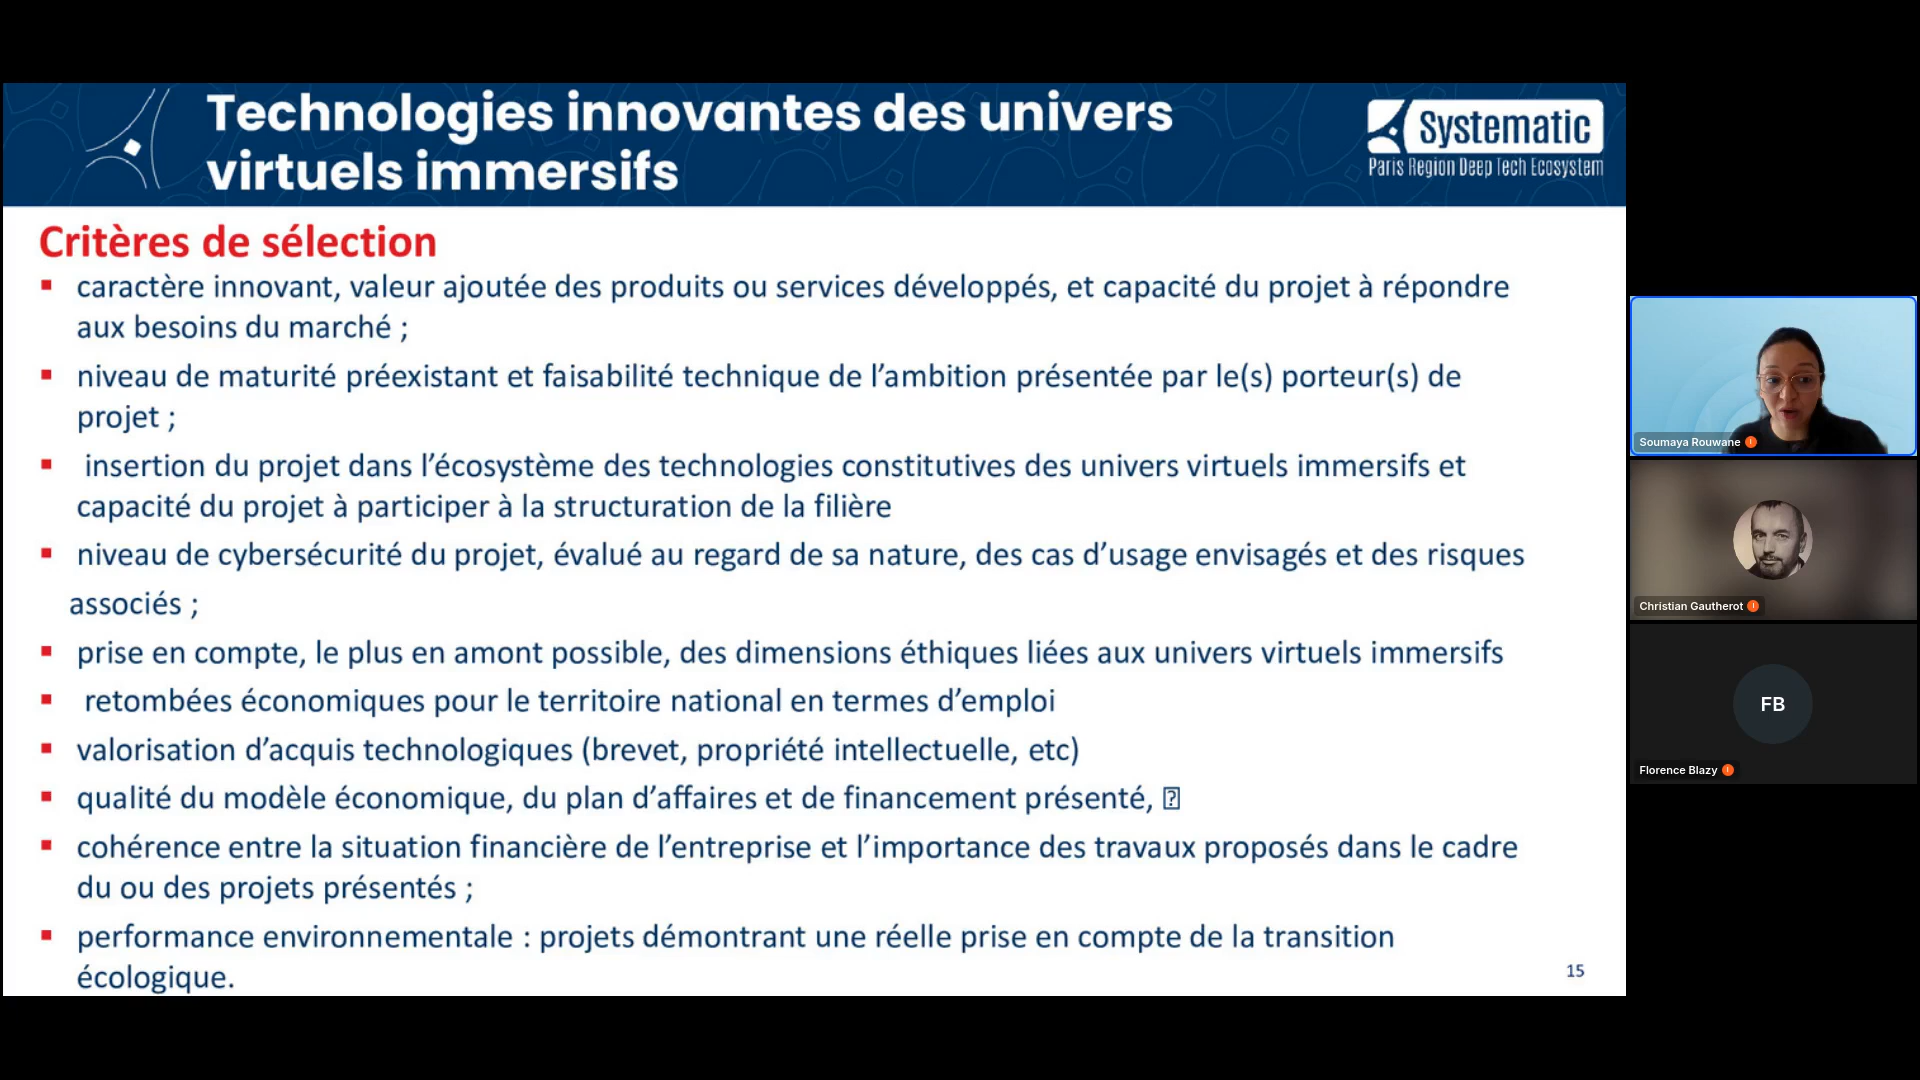 Technologies innovantes des univers
virtuels immersifs
Systematic
Paris Region Deep Tech Ecosystem
Critères de sélection
caractère innovant, valeur ajoutée des produits ou services développés, et capacité du projet à répondre
aux besoins du marché ;
niveau de maturité préexistant et faisabilité technique de l’ambition présentée par le(s) porteur(s) de
projet ;
insertion du projet dans l’écosystème des technologies constitutives des univers virtuels immersifs et
capacité du projet à participer à la structuration de la filière
niveau de cybersécurité du projet, évalué au regard de sa nature, des cas d’usage envisagés et des risques
associés ;
prise en compte, le plus en amont possible, des dimensions éthiques liées aux univers virtuels immersifs
retombées économiques pour le territoire national en termes d’emploi
valorisation d’acquis technologiques (brevet, propriété intellectuelle, etc)
qualité du modèle économique, du plan d’affaires et de financement présenté, ⍰
cohérence entre la situation financière de l’entreprise et l’importance des travaux proposés dans le cadre
du ou des projets présentés ;
performance environnementale : projets démontrant une réelle prise en compte de la transition
écologique.
15
Soumaya Rouwane
Christian Gautherot
FB
Florence Blazy